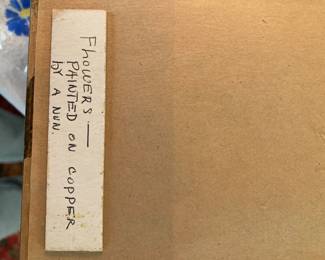 FLOWERS —
PAINTED ON COPPER
by A NUN.